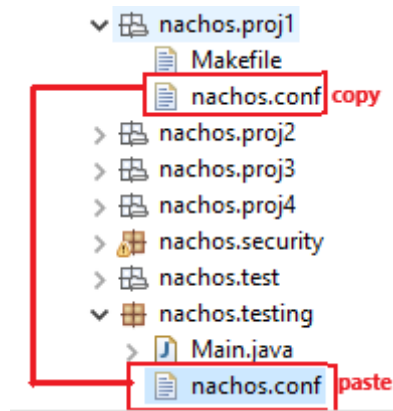 nachos.proj1
Makefile
nachos.conf copy
nachos.proj2
nachos.proj3
nachos.proj4
nachos.security
nachos.test
nachos.testing
Main.java
nachos.conf paste